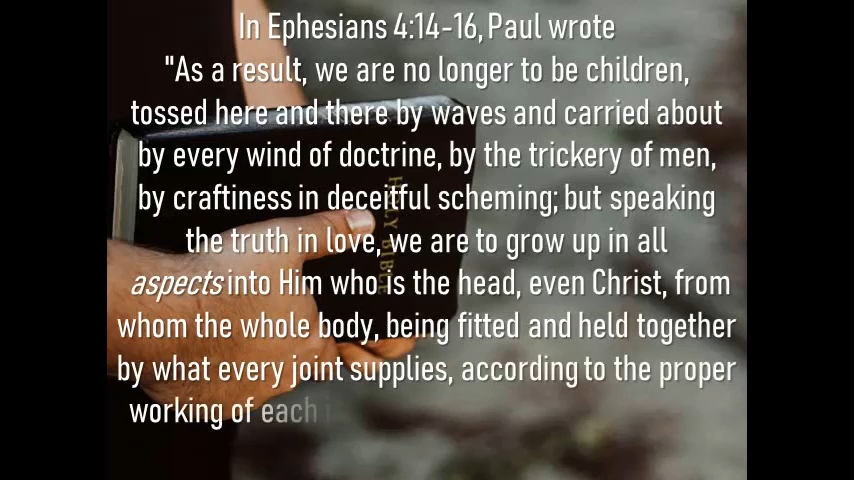 In Ephesians 4:14-16, Paul wrote
"As a result, we are no longer to be children,
tossed here and there by waves and carried about
by every wind of doctrine, by the trickery of men,
by craftiness in deceitful scheming; but speaking
the truth in love, we are to grow up in all
aspects into Him who is the head, even Christ, from
whom the whole body, being fitted and held together
by what every joint supplies, according to the proper
working of each
HOLY BIBLE